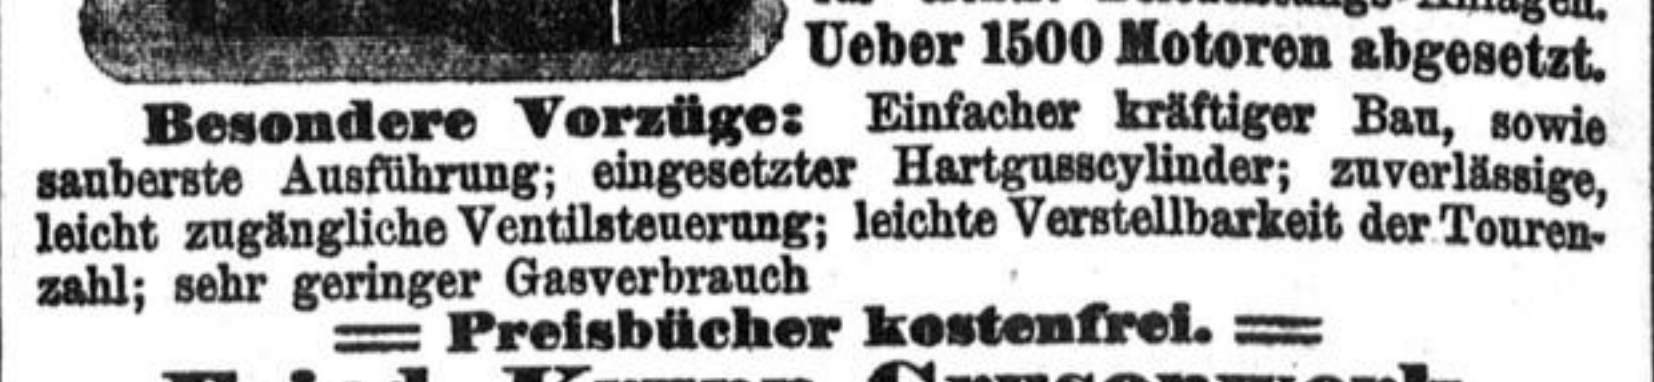 Ueber 1500 Motoren abgesetzt.
Besondere Vorzüge: Einfacher kräftiger Bau, sowie
sauberste Ausführung; eingesetzter Hartgusscylinder; zuverlässige,
leicht zugängliche Ventilsteuerung; leichte Verstellbarkeit der Touren-
zahl; sehr geringer Gasverbrauch
Preisbücher kostenfrei.